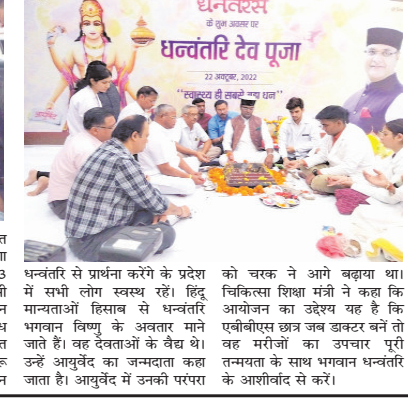 धनतेरस
के शुभ अवसर पर
धन्वंतरि देव पूजा
22 अक्टूबर, 2022
"स्वास्थ्य ही सबसे बड़ा धन"
धन्वंतरि से प्रार्थना करेंगे के प्रदेश
में सभी लोग स्वस्थ रहें। हिंदू
मान्यताओं हिसाब से धन्वंतरि
भगवान विष्णु के अवतार माने
जाते हैं। वह देवताओं के वैद्य थे।
उन्हें आयुर्वेद का जन्मदाता कहा
जाता है। आयुर्वेद में उनकी परंपरा
को चरक ने आगे बढ़ाया था।
चिकित्सा शिक्षा मंत्री ने कहा कि
आयोजन का उद्देश्य यह है कि
एबीबीएस छात्र जब डाक्टर बनें तो
वह मरीजों का उपचार पूरी
तन्मयता के साथ भगवान धन्वंतरि
के आशीर्वाद से करें।